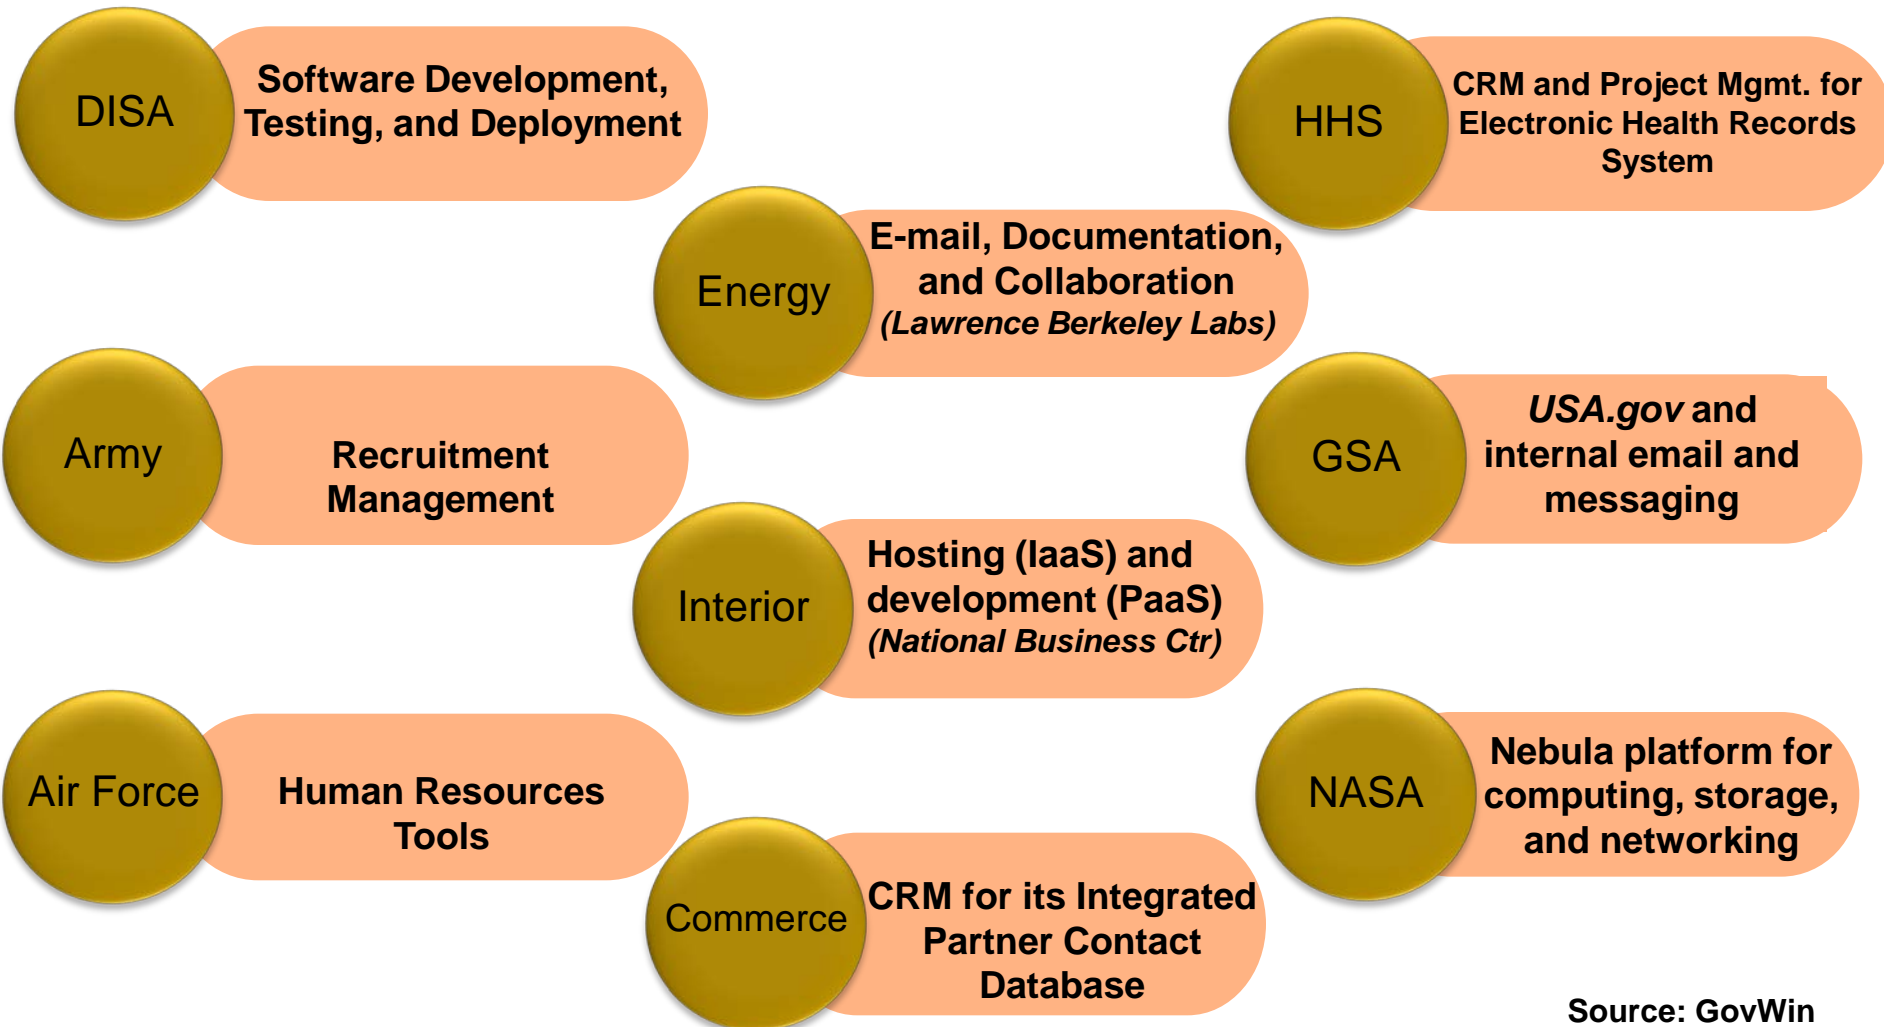 DISA
Software Development,
Testing, and Deployment
HHS
CRM and Project Mgmt. for
Electronic Health Records
System
Energy
E-mail, Documentation,
and Collaboration
(Lawrence Berkeley Labs)
Army
Recruitment
Management
GSA
USA.gov and
internal email and
messaging
Interior
Hosting (IaaS) and
development (PaaS)
(National Business Ctr)
Air Force
Human Resources
Tools
NASA
Nebula platform for
computing, storage,
and networking
Commerce
CRM for its Integrated
Partner Contact
Database
Source: GovWin